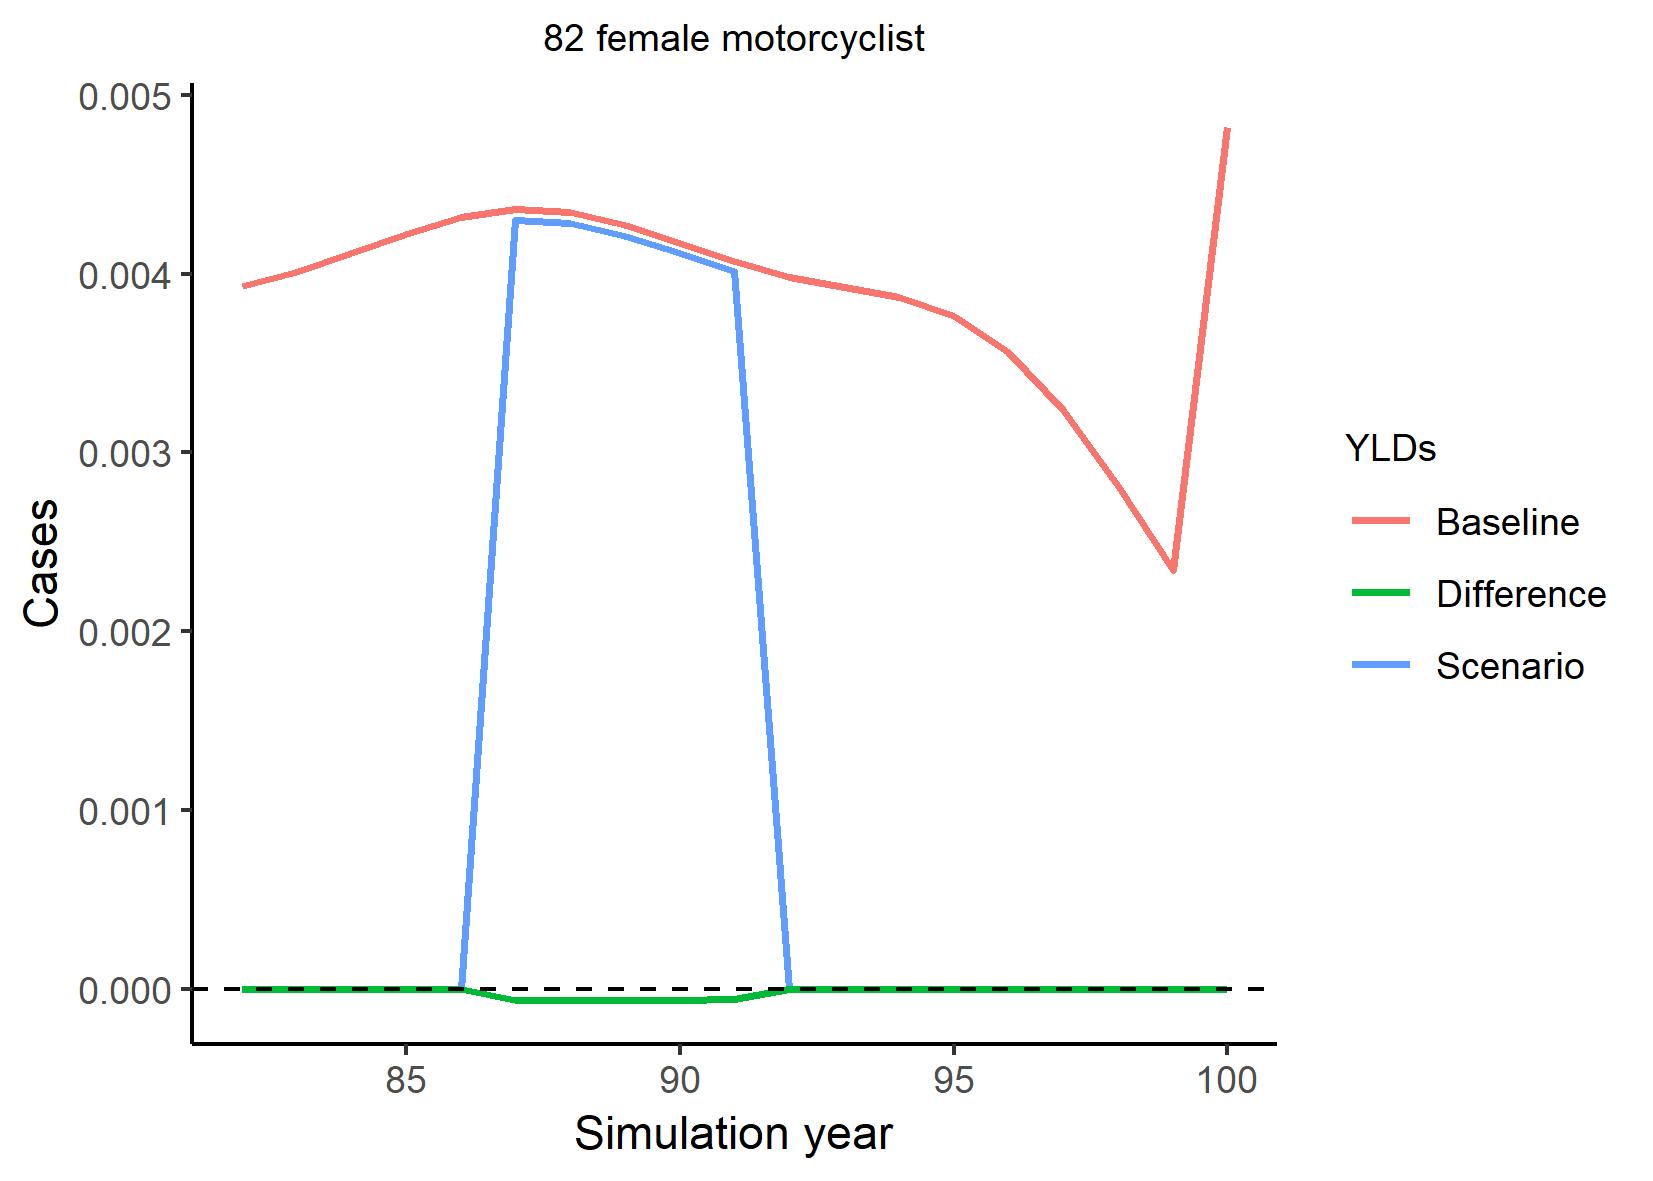 82 female motorcyclist
0.005
0.004
0.003
0.002
0.001
0.000
Cases
85 90 95 100
Simulation year
YLDs
Baseline
Difference
Scenario